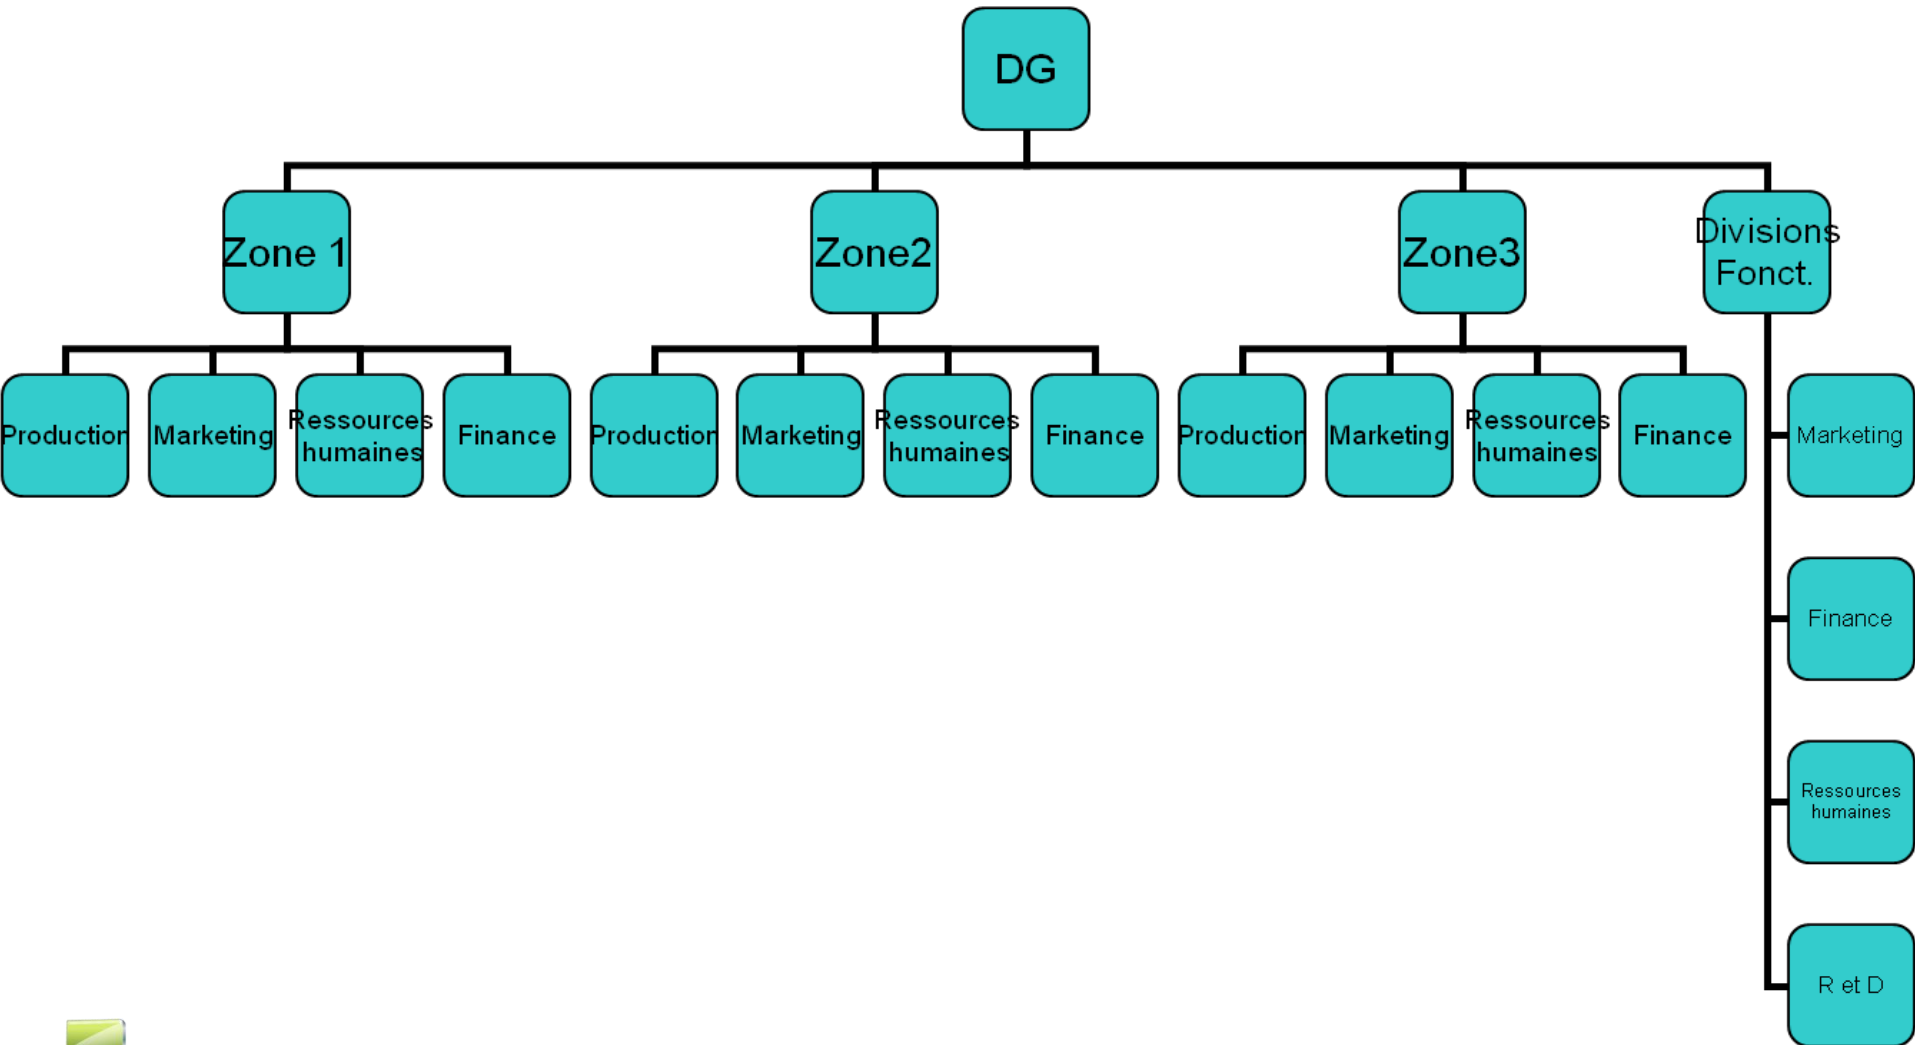 DG
Zone 1
Zone2
Zone3
Divisions
Fonct.
Production
Marketing
Ressources
humaines
Finance
Production
Marketing
Ressources
humaines
Finance
Production
Marketing
Ressources
humaines
Finance
Marketing
Finance
Ressources
humaines
R et D